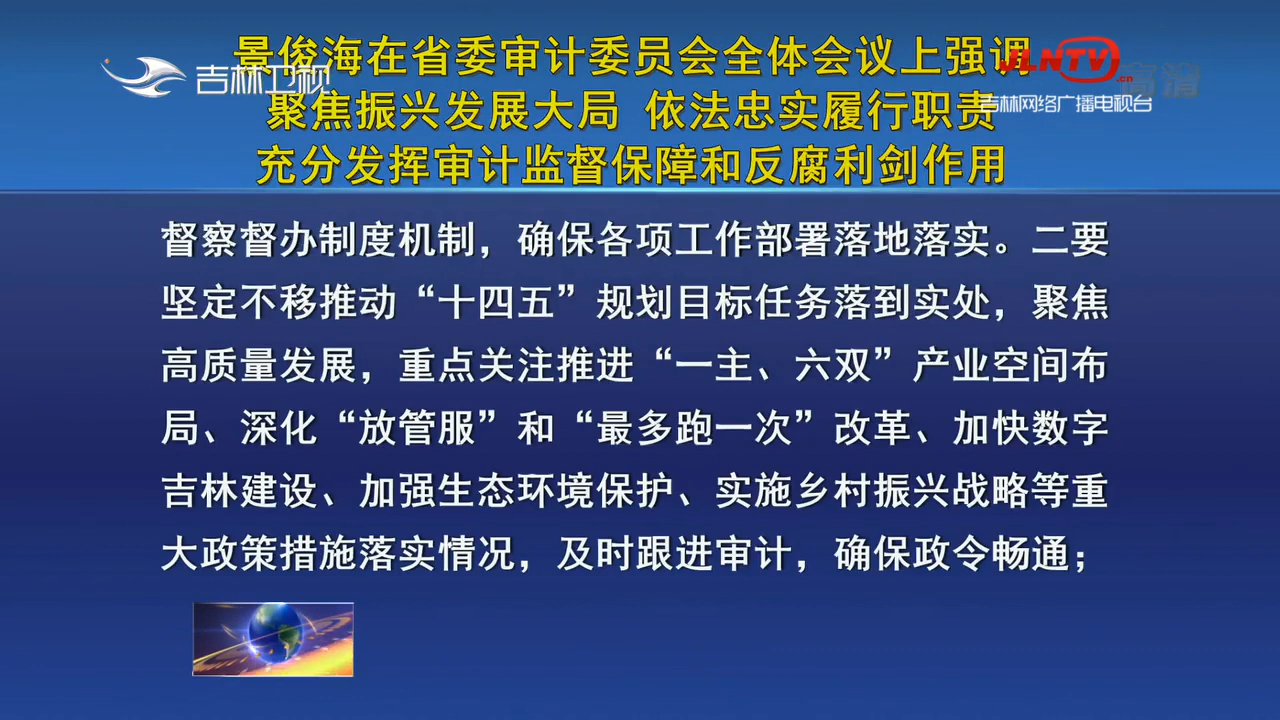 景俊海在省委审计委员会全体会议上强调
吉林卫视
JLNTV.cn
高清
吉林网络广播电视台
聚焦振兴发展大局 依法忠实履行职责
充分发挥审计监督保障和反腐利剑作用
督察督办制度机制，确保各项工作部署落地落实。二要
坚定不移推动“十四五”规划目标任务落到实处，聚焦
高质量发展，重点关注推进“一主、六双”产业空间布
局、深化“放管服”和“最多跑一次”改革、加快数字
吉林建设、加强生态环境保护、实施乡村振兴战略等重
大政策措施落实情况，及时跟进审计，确保政令畅通；